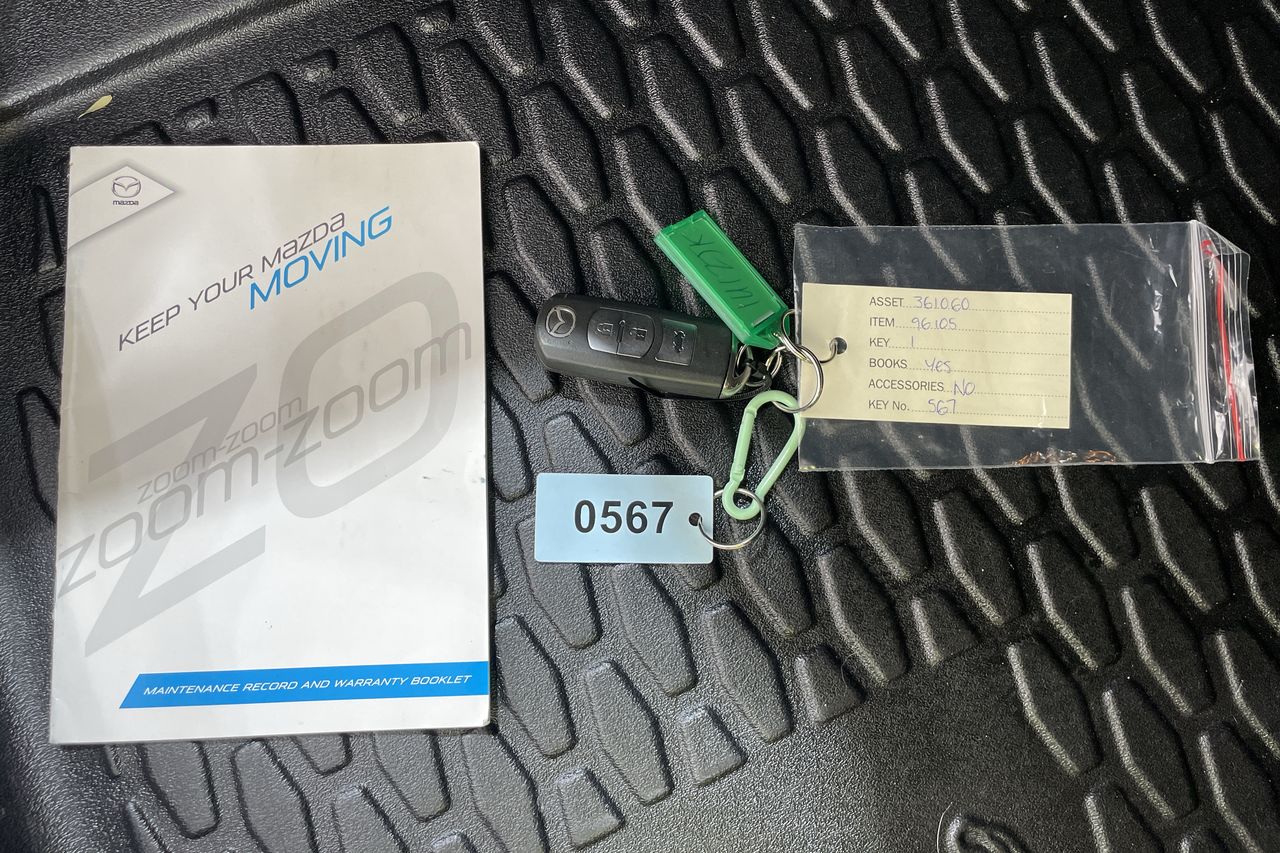 mazda
KEEP YOUR mazda
MOVING
zoom-zoom
zoom-zoom
MAINTENANCE RECORD AND WARRANTY BOOKLET
0567
ASSET...361060
ITEM....96105
KEY....1
BOOKS...yes
ACCESSORIES...NO
KEY No....567